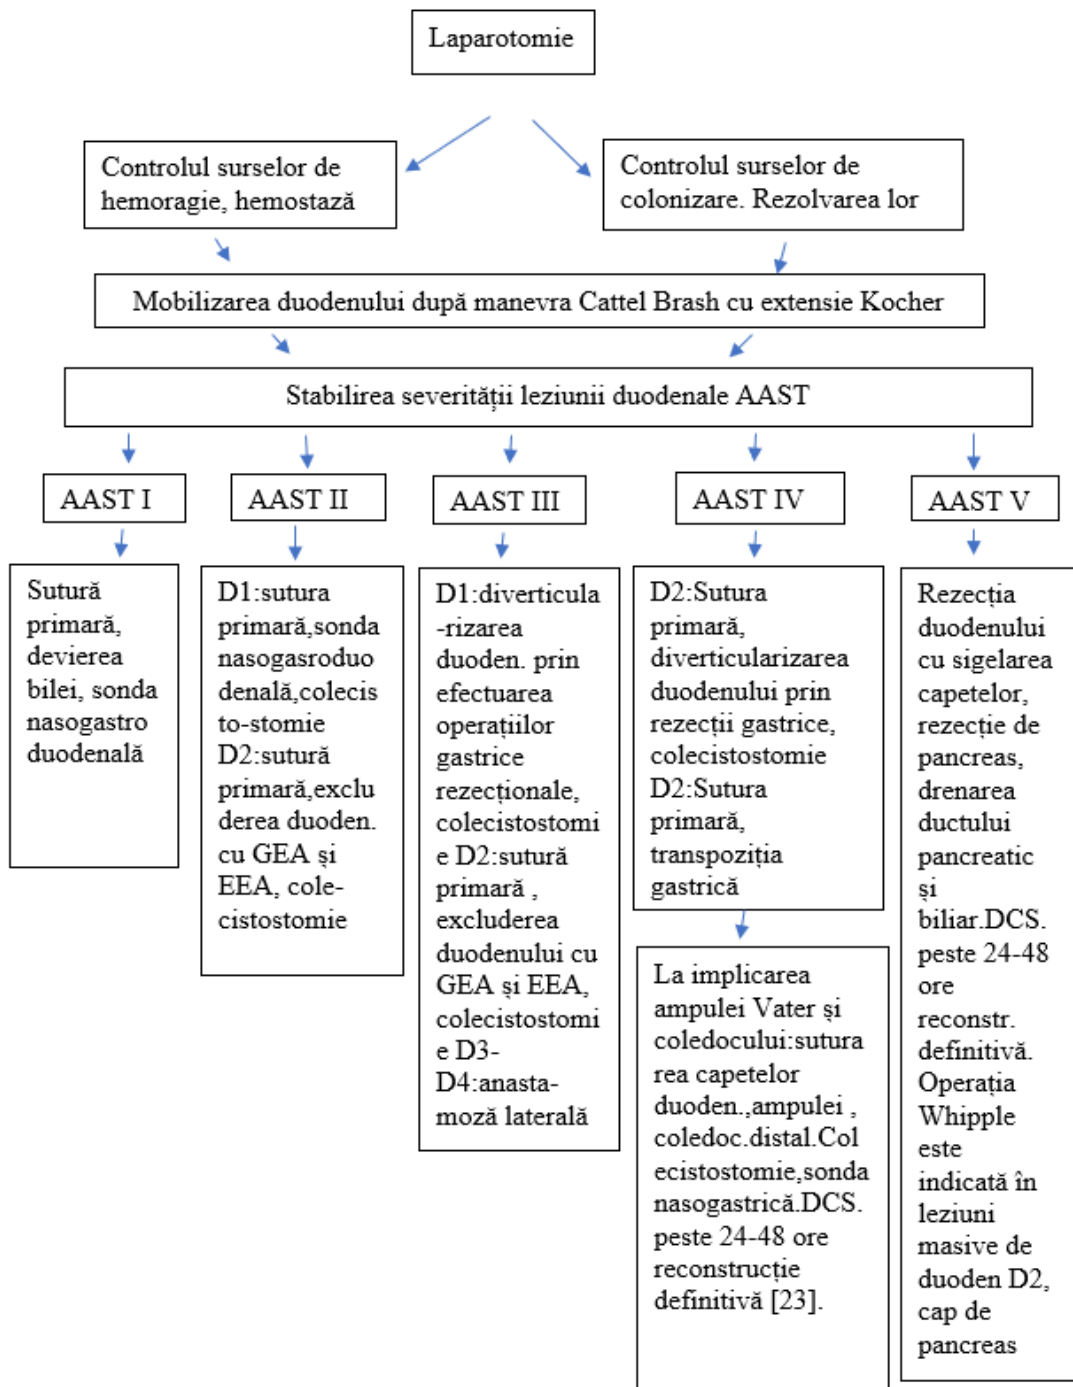 Laparotomie
Controlul surselor de
hemoragie, hemostază
Controlul surselor de
colonizare. Rezolvarea lor
Mobilizarea duodenului după manevra Cattel Brash cu extensie Kocher
Stabilirea severității leziunii duodenale AAST
AAST I
AAST II
AAST III
AAST IV
AAST V
Sutură
primară,
devierea
bilei, sonda
nasogastro
duodenală
D1:sutura
primară,sonda
nasogasroduo
denală,colecis
to-stomie
D2:sutură
primară,exclu
derea duoden.
cu GEA și
EEA, cole-
cistostomie
D1:diverticula
-rizarea
duoden. prin
efectuarea
operațiilor
gastrice
rezecționale,
colecistostomi
e D2:sutură
primară ,
excluderea
duodenului cu
GEA și EEA,
colecistostomi
e D3-
D4:anasta-
moză laterală
D2:Sutura
primară,
diverticularizarea
duodenului prin
rezecții gastrice,
colecistostomie
D2:Sutura
primară,
transpoziția
gastrică
La implicarea
ampulei Vater și
coledocului:sutura
rea capetelor
duoden.,ampulei ,
coledoc.distal.Col
ecistostomie,sonda
nasogastrică.DCS.
peste 24-48 ore
reconstrucție
definitivă [23].
Rezecția
duodenului
cu sigelarea
capetelor,
rezecție de
pancreas,
drenarea
ductului
pancreatic
și
biliar.DCS.
peste 24-48
ore
reconstr.
definitivă.
Operația
Whipple
este
indicată în
leziuni
masive de
duoden D2,
cap de
pancreas